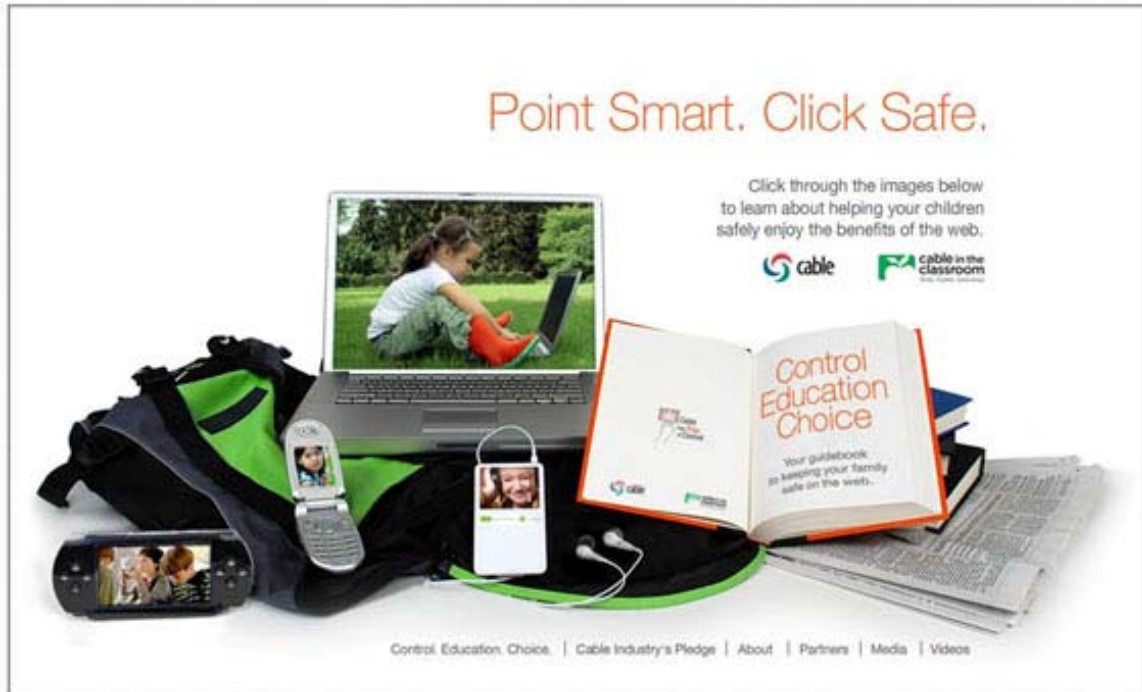 Point Smart. Click Safe.
Click through the images below
to learn about helping your children
safely enjoy the benefits of the web.
cable
cable in the
classroom
Control
Education
Choice
Your guidebook
to keeping your family
safe on the web.
cable
Control. Education. Choice. | Cable Industry's Pledge | About | Partners | Media | Videos